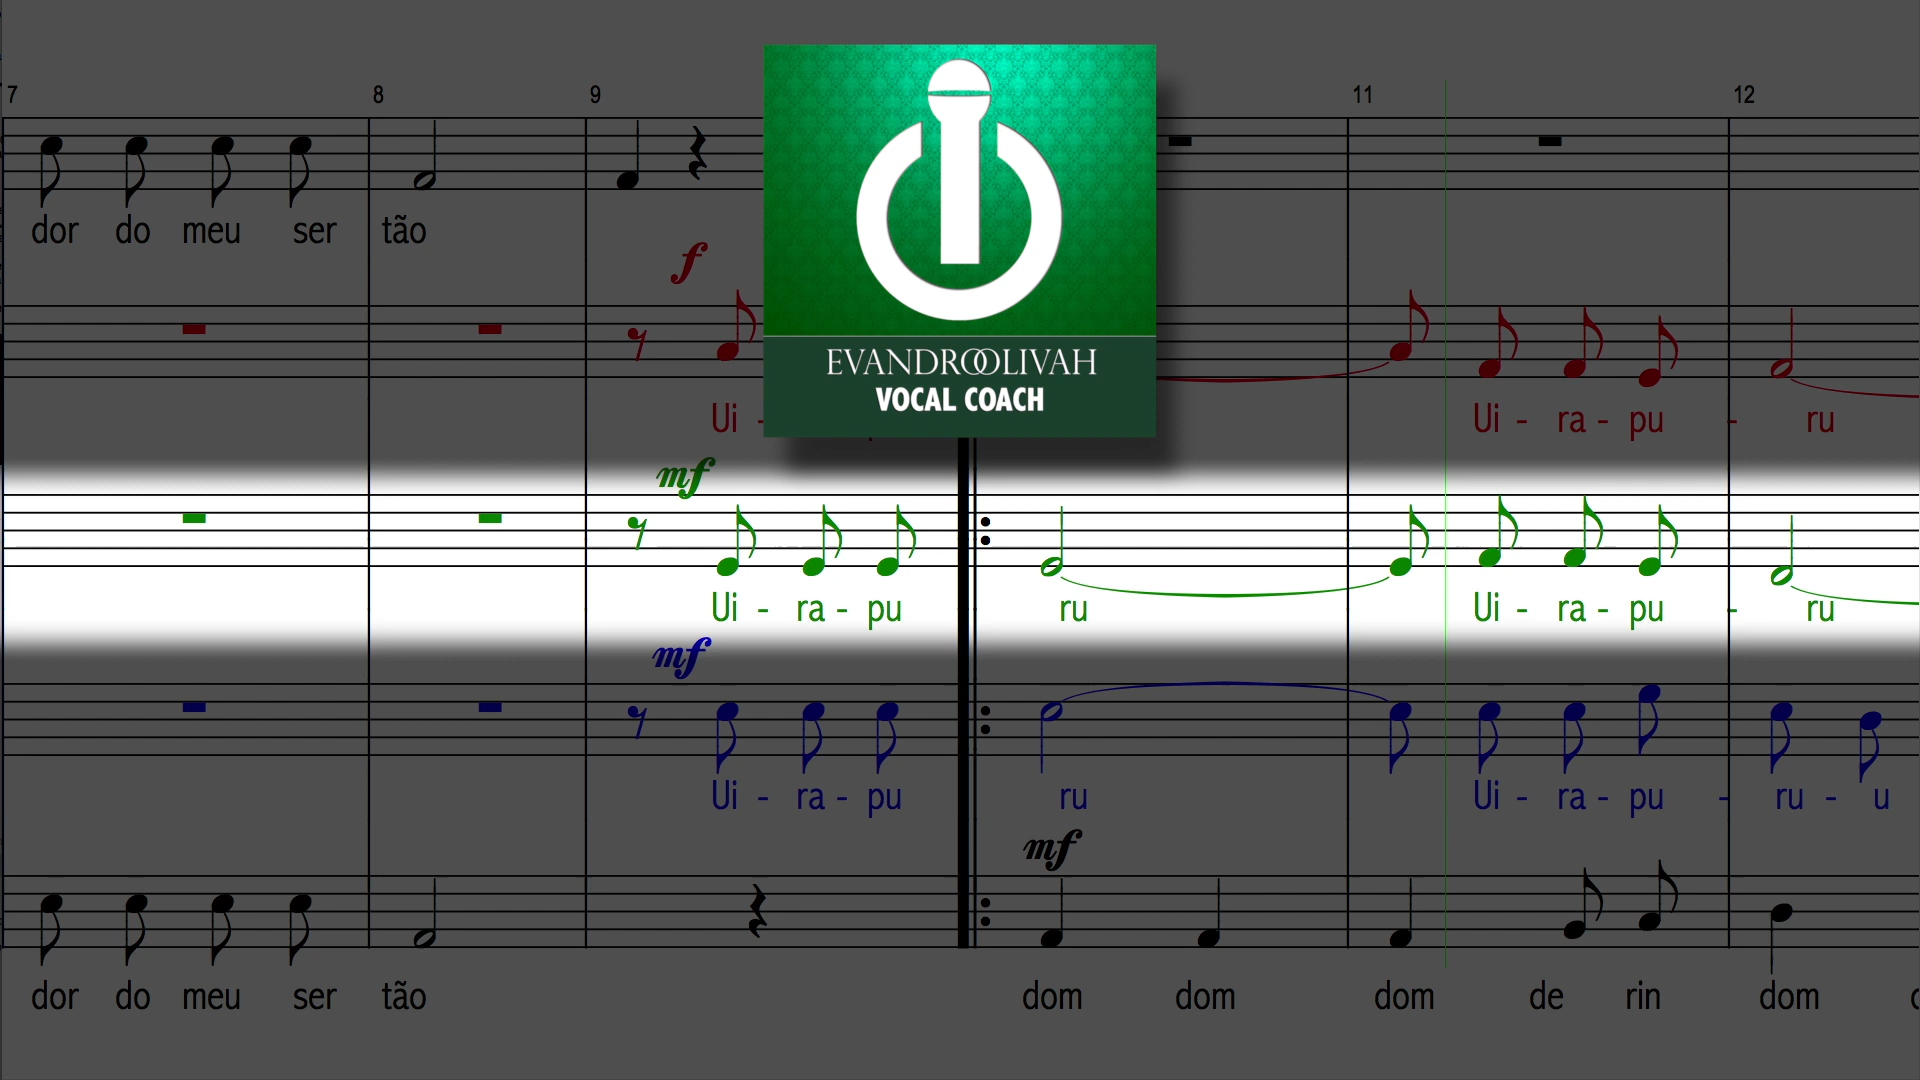 7 8 9 11 12
EVANDROOLIVAH
VOCAL COACH
dor do meu ser tão
f
Ui - Ui - ra - pu - ru
mf
Ui - ra - pu ru Ui - ra - pu - ru
mf
Ui - ra - pu ru Ui - ra - pu - ru - u
mf
dor do meu ser tão dom dom dom de rin dom